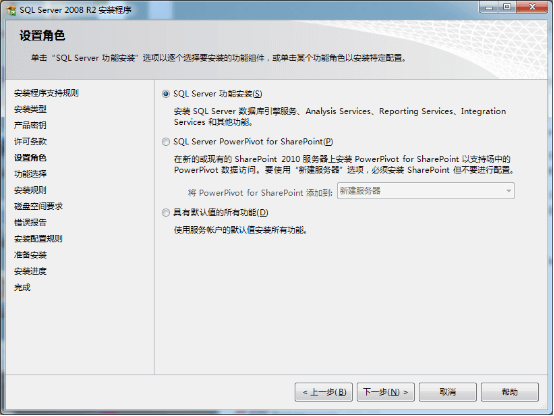 SQL Server 2008 R2 安装程序
设置角色
单击“SQL Server 功能安装”选项以逐个选择要安装的功能组件，或单击某个功能角色以安装特定配置。
安装程序支持规则
安装类型
产品密钥
许可条款
设置角色
功能选择
安装规则
磁盘空间要求
错误报告
安装配置规则
准备安装
安装进度
完成
SQL Server 功能安装(S)
安装 SQL Server 数据库引擎服务、Analysis Services、Reporting Services、Integration
Services 和其他功能。
SQL Server PowerPivot for SharePoint(P)
在新的或现有的 SharePoint 2010 服务器上安装 PowerPivot for SharePoint 以支持场中的
PowerPivot 数据访问。要使用“新建服务器”选项，必须安装 SharePoint 但不要进行配置。
将 PowerPivot for SharePoint 添加到: 新建服务器
具有默认值的所有功能(D)
使用服务帐户的默认值安装所有功能。
< 上一步(B) 下一步(N) > 取消 帮助